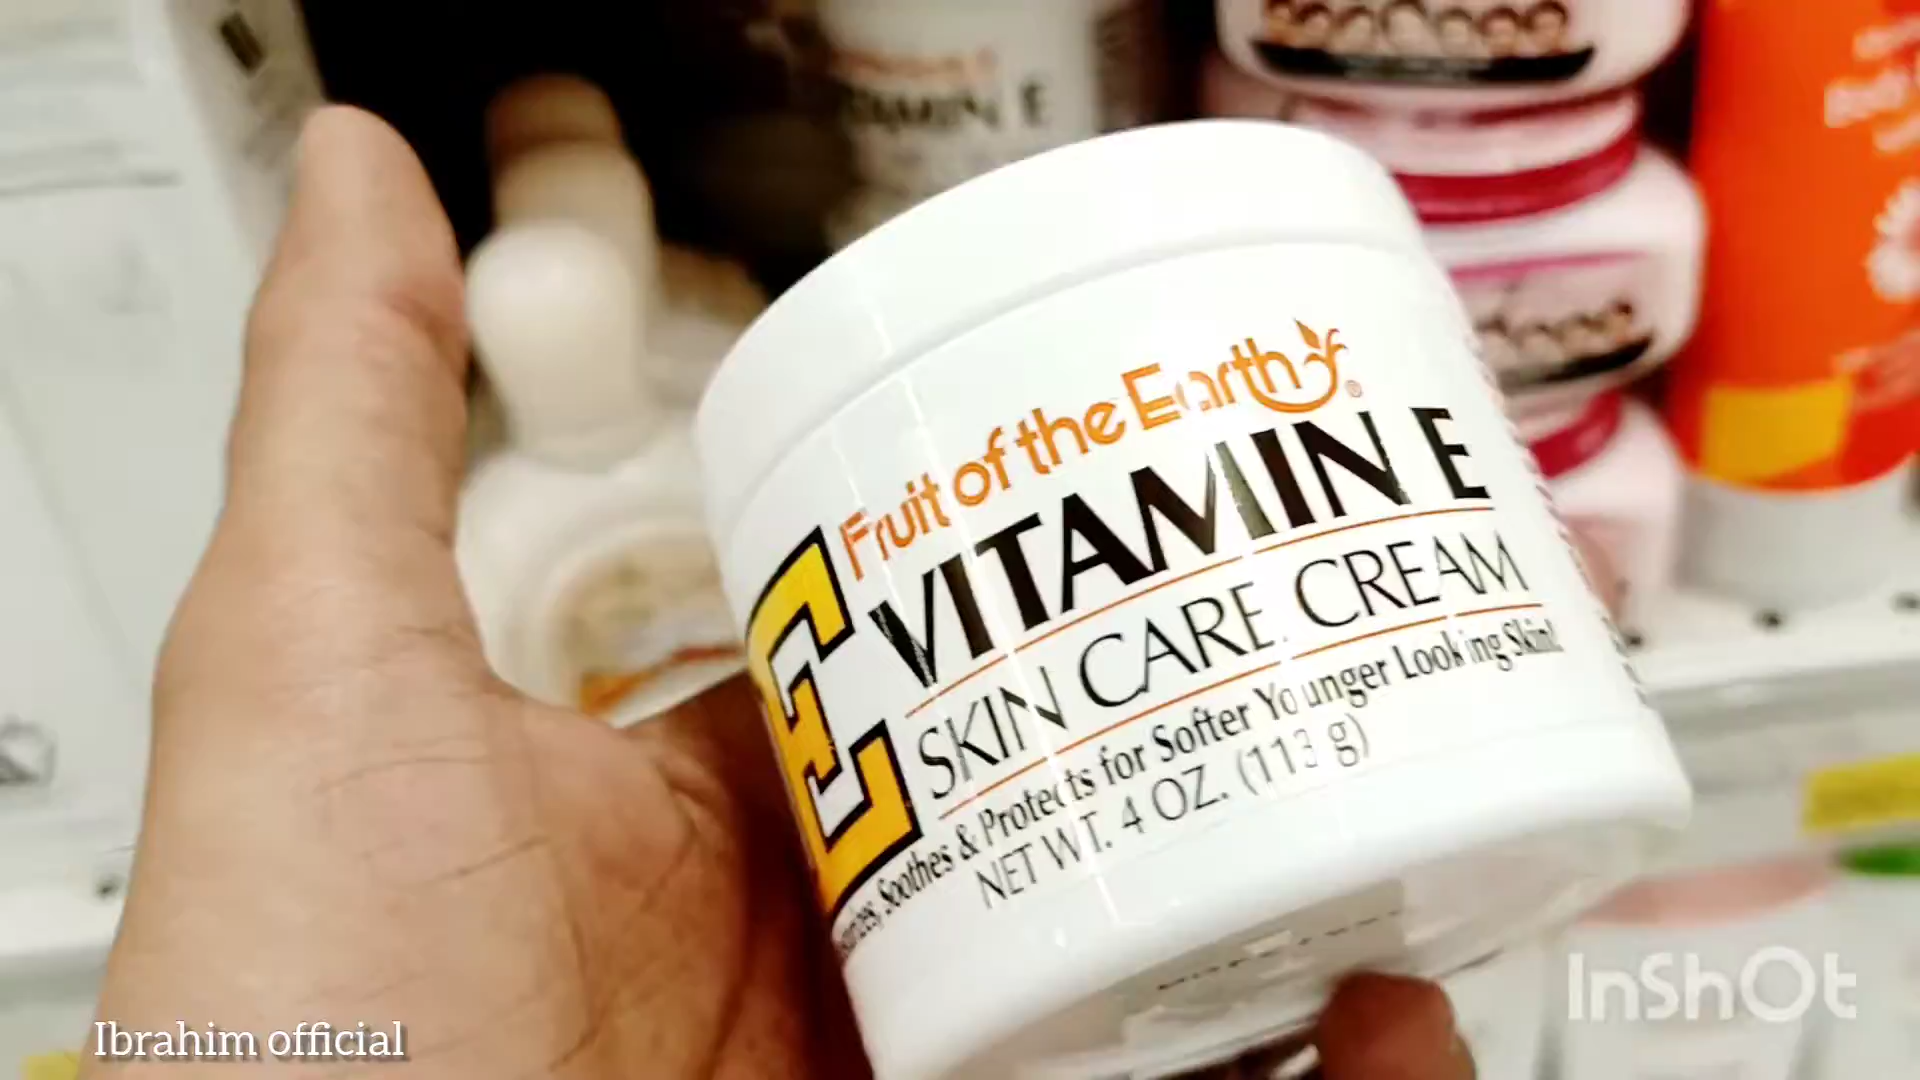 VITAMIN E
Fruit of the Earth®
VITAMIN E
SKIN CARE CREAM
Soothes & Protects for Softer Younger Looking Skin!
NET WT. 4 OZ. (113 g)
E
InShOt
Ibrahim official